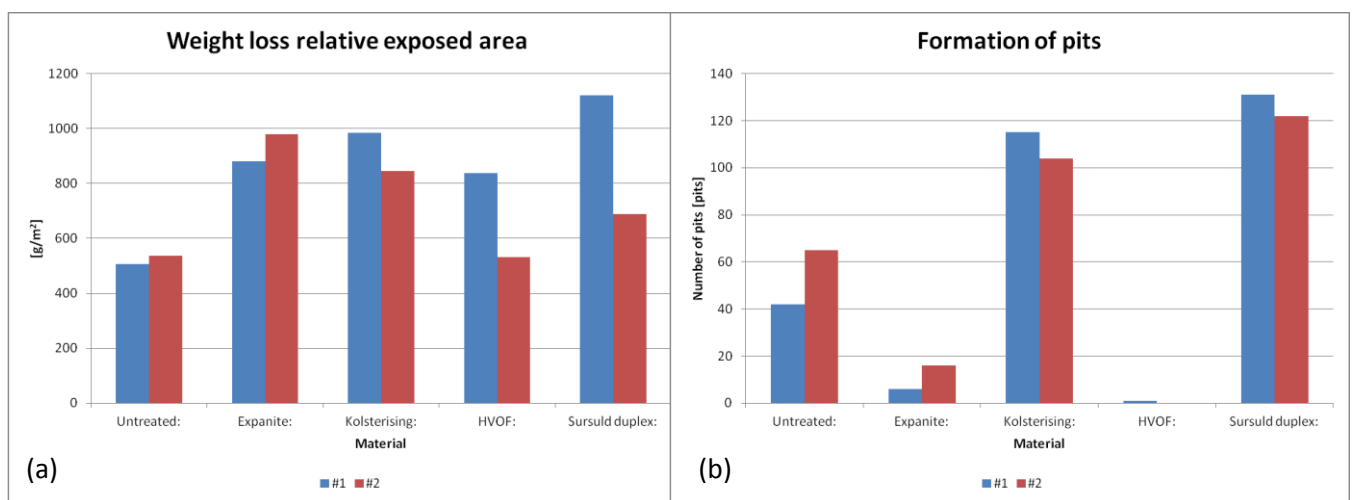 Weight loss relative exposed area
1200
1000
800
600
400
200
0
[g/m²]
Untreated: Expanite: Kolsterising: HVOF: Sursuld duplex:
Material
(a)
#1 #2
Formation of pits
140
120
100
80
60
40
20
0
Number of pits [pits]
Untreated: Expanite: Kolsterising: HVOF: Sursuld duplex:
Material
(b)
#1 #2